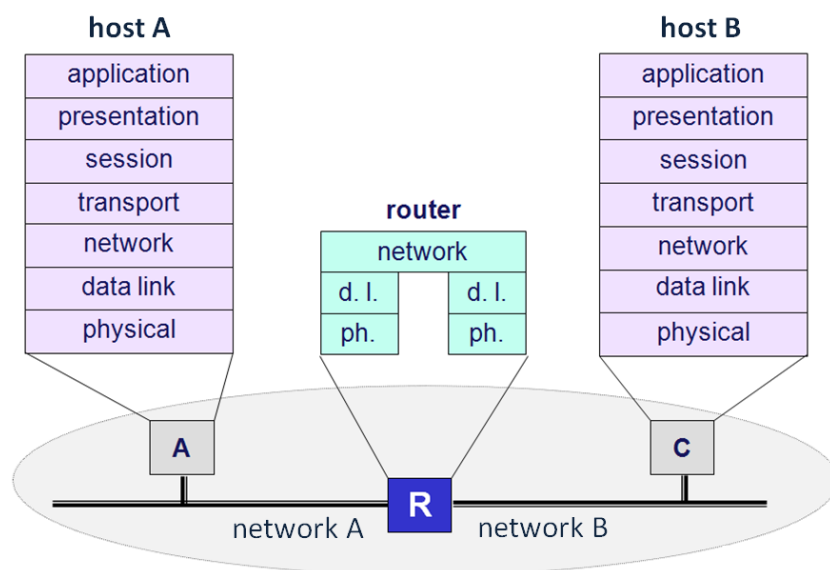 host A
application
presentation
session
transport
network
data link
physical
router
network
d. l. d. l.
ph. ph.
host B
application
presentation
session
transport
network
data link
physical
A
R
C
network A
network B